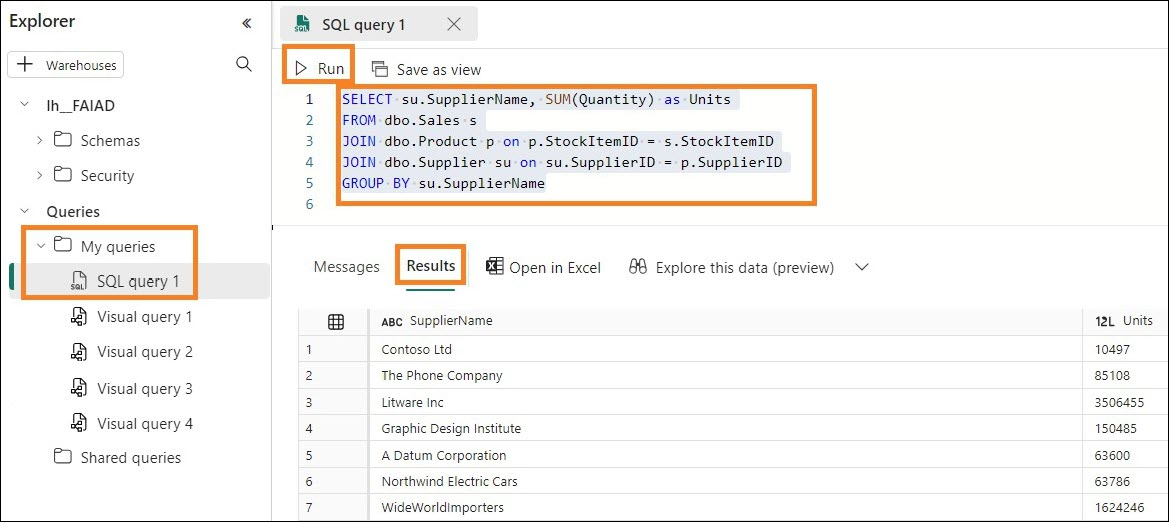 Explorer
«
Warehouses
lh__FAIAD
Schemas
Security
Queries
My queries
SQL query 1
Visual query 1
Visual query 2
Visual query 3
Visual query 4
Shared queries
SQL SQL query 1
Run Save as view
1 SELECT su.SupplierName, SUM(Quantity) as Units
2 FROM dbo.Sales s
3 JOIN dbo.Product p on p.StockItemID = s.StockItemID
4 JOIN dbo.Supplier su on su.SupplierID = p.SupplierID
5 GROUP BY su.SupplierName
6
Messages Results Open in Excel Explore this data (preview)
ABC SupplierName 12L Units
1 Contoso Ltd 10497
2 The Phone Company 85108
3 Litware Inc 3506455
4 Graphic Design Institute 150485
5 A Datum Corporation 63600
6 Northwind Electric Cars 63786
7 WideWorldImporters 1624246